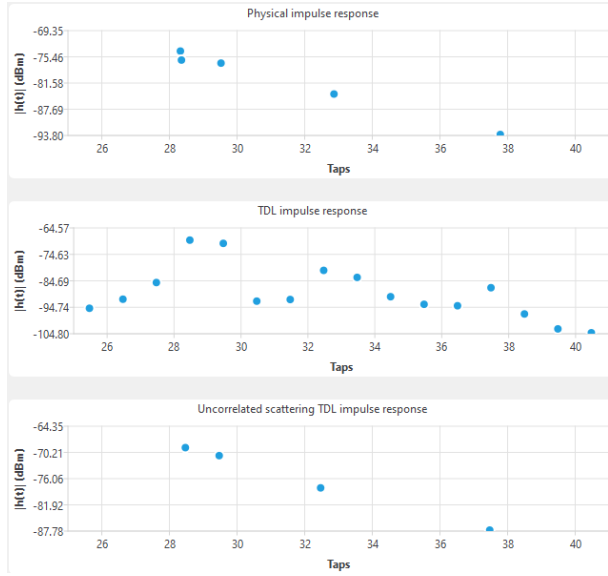 Physical impulse response
|h(t)| (dBm)
-69.35
-75.46
-81.58
-87.69
-93.80
26 28 30 32 34 36 38 40
Taps
TDL impulse response
|h(t)| (dBm)
-64.57
-74.63
-84.69
-94.74
-104.80
26 28 30 32 34 36 38 40
Taps
Uncorrelated scattering TDL impulse response
|h(t)| (dBm)
-64.35
-70.21
-76.06
-81.92
-87.78
26 28 30 32 34 36 38 40
Taps